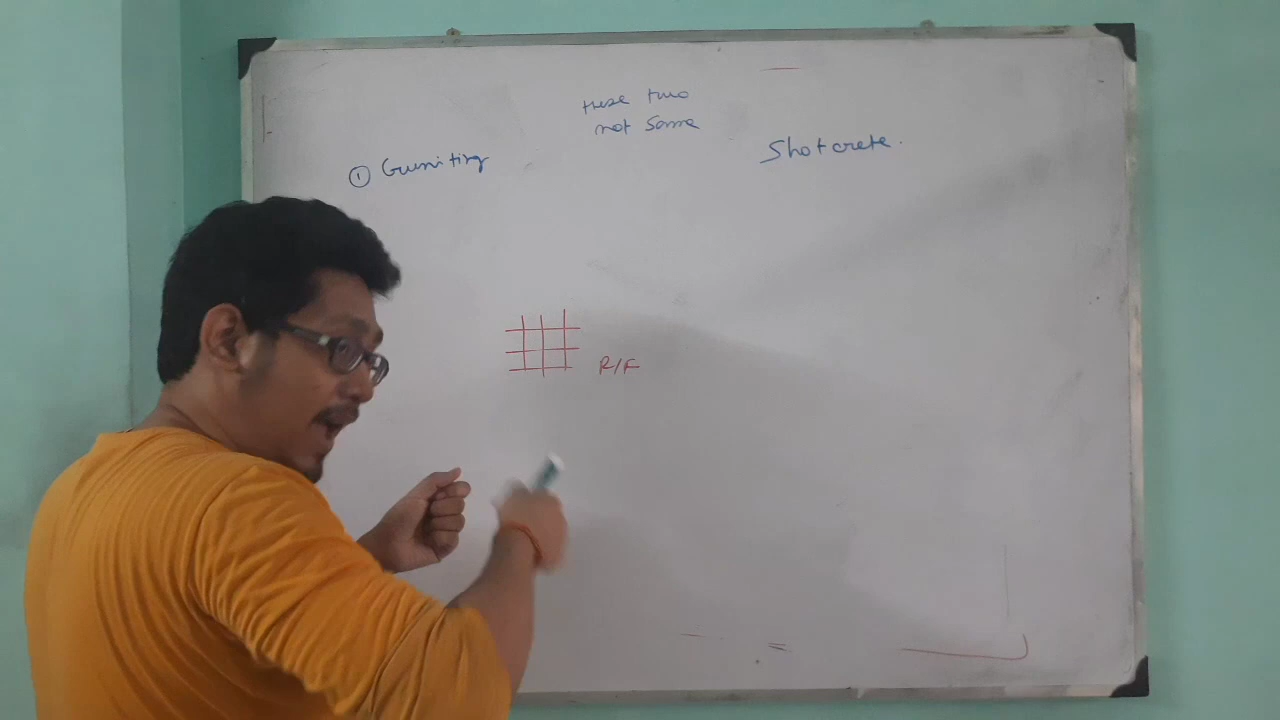 these two
not same
① Guniting
Shotcrete.
R/F